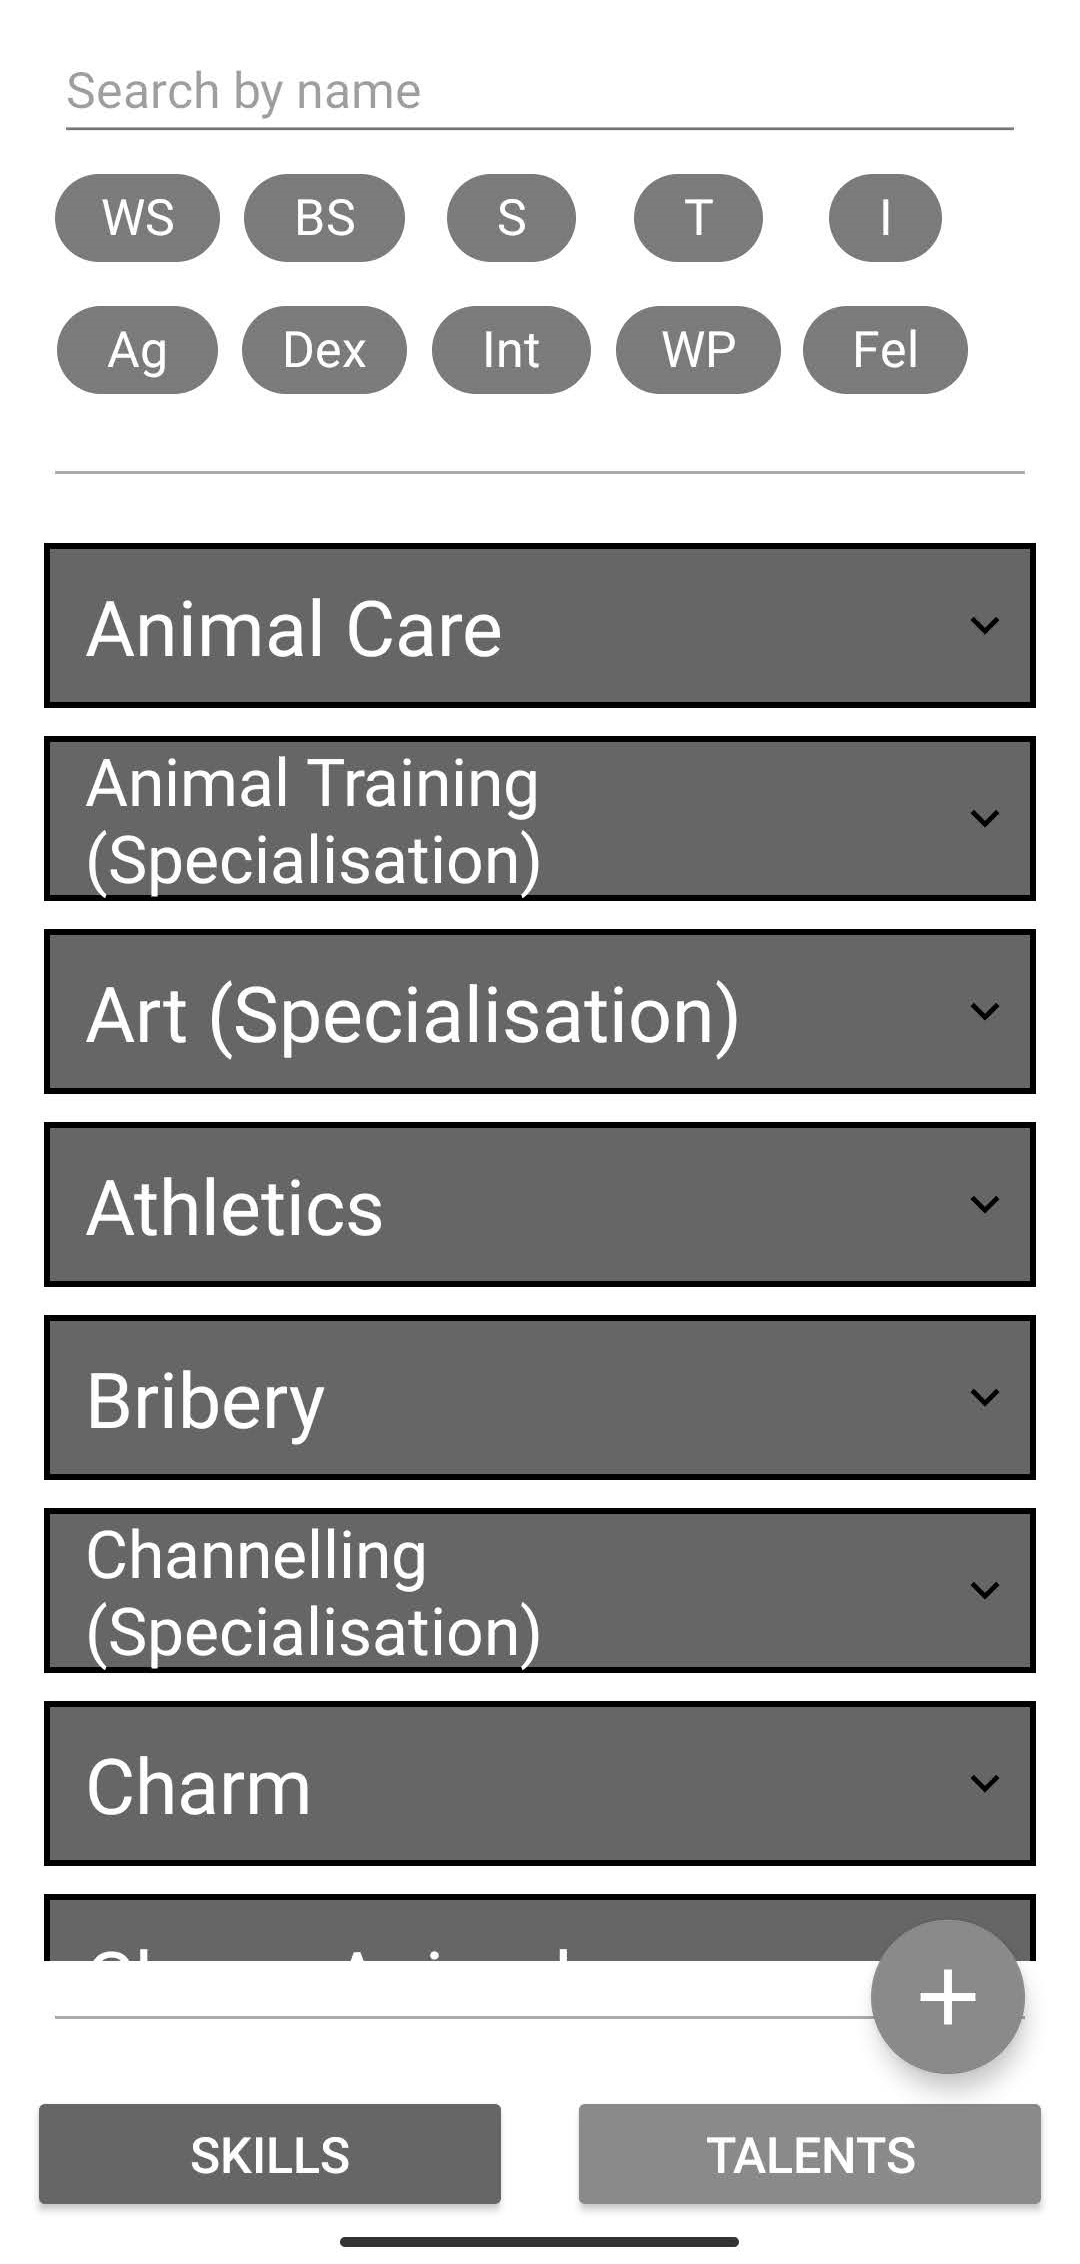 Search by name
WS BS S T I
Ag Dex Int WP Fel
Animal Care
Animal Training
(Specialisation)
Art (Specialisation)
Athletics
Bribery
Channelling
(Specialisation)
Charm
SKILLS TALENTS